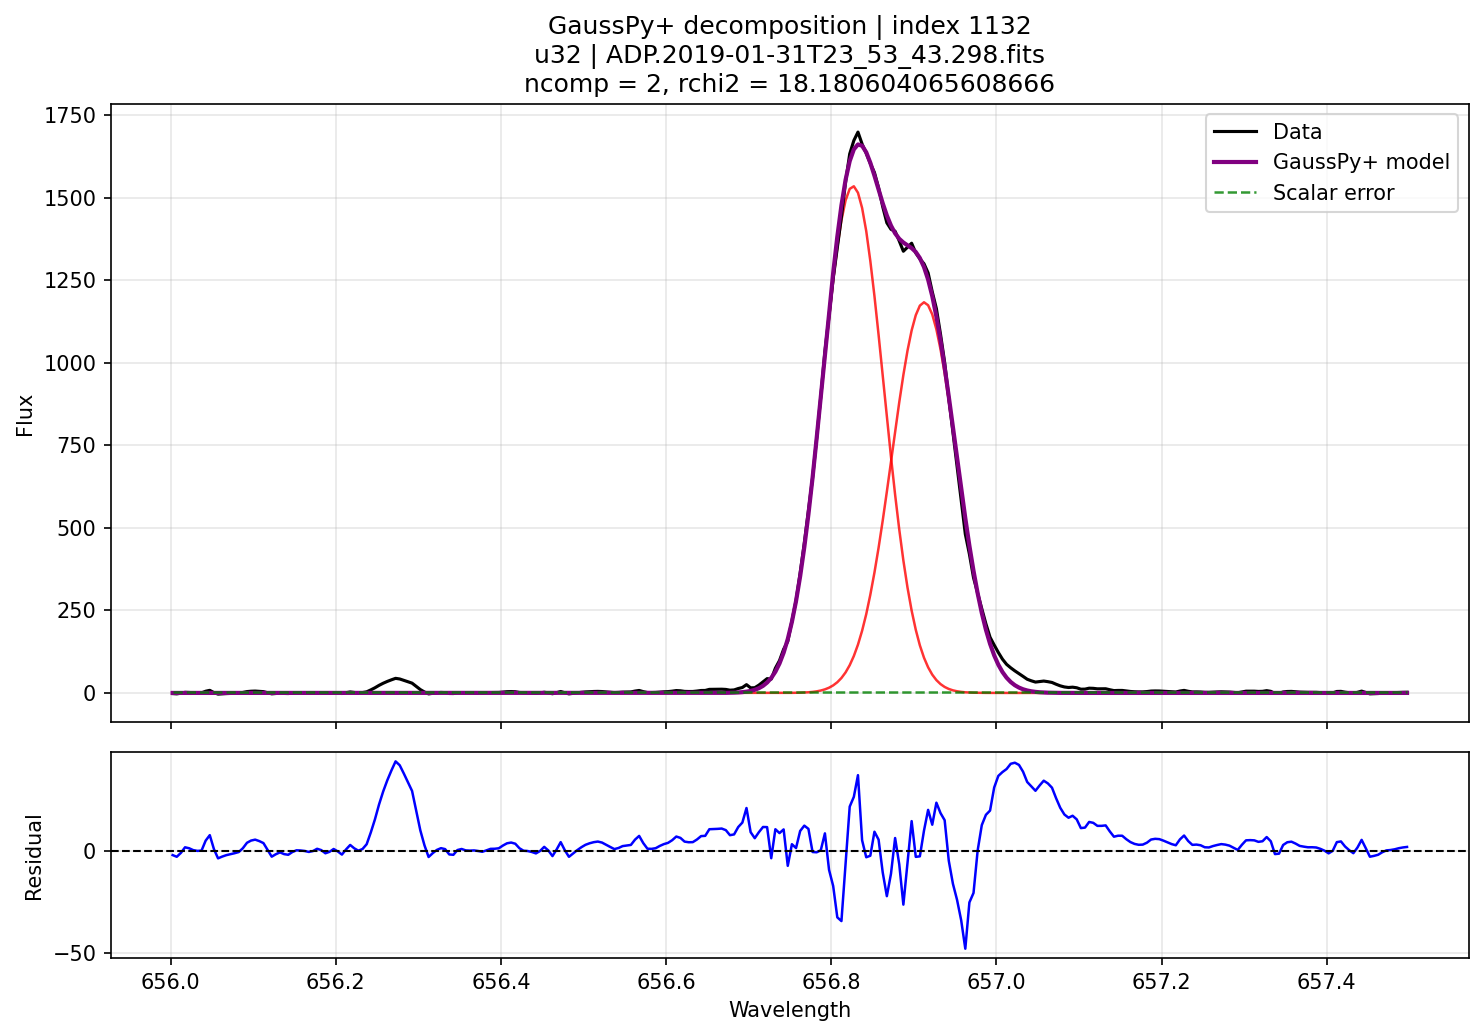 GaussPy+ decomposition | index 1132
u32 | ADP.2019-01-31T23_53_43.298.fits
ncomp = 2, rchi2 = 18.180604065608666
1750
1500
1250
1000
750
500
250
0
Flux
Data
GaussPy+ model
Scalar error
0
−50
Residual
656.0 656.2 656.4 656.6 656.8 657.0 657.2 657.4
Wavelength